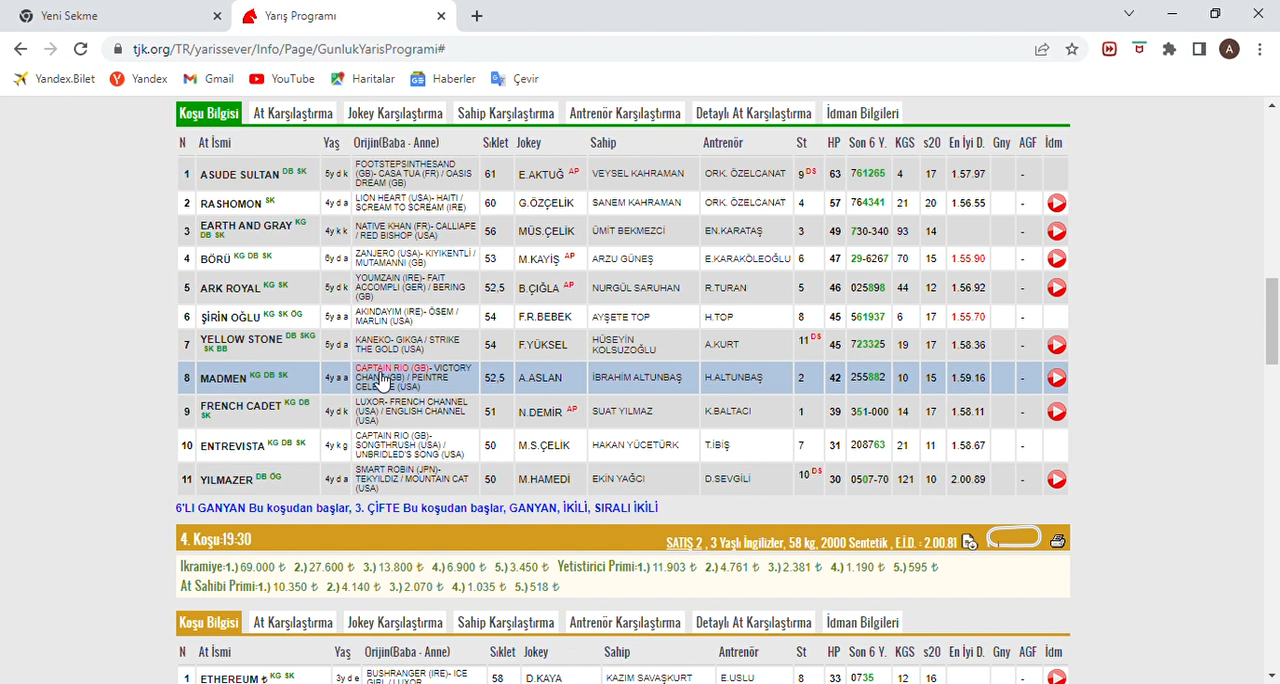 Yeni Sekme
Yarış Programı
tjk.org/TR/yarissever/Info/Page/GunlukYarisProgrami#
A
Yandex.Bilet Yandex Gmail YouTube Haritalar Haberler Çevir
Koşu Bilgisi At Karşılaştırma Jokey Karşılaştırma Sahip Karşılaştırma Antrenör Karşılaştırma Detaylı At Karşılaştırma İdman Bilgileri
N At İsmi Yaş Orijin(Baba - Anne) Sıklet Jokey Sahip Antrenör St HP Son 6 Y. KGS s20 En İyi D. Gny AGF İdm
1 ASUDE SULTAN DB SK 5y d k FOOTSTEPSINTHESAND (GB)- CASA TUA (FR) / OASIS DREAM (GB) 61 E.AKTUĞ AP VEYSEL KAHRAMAN ORK. ÖZELCANAT 9 DS 63 761265 4 17 1.57.97 -
2 RASHOMON SK 4y d a LION HEART (USA)- HAITI / SCREAM TO SCREAM (IRE) 60 G.ÖZÇELİK SANEM KAHRAMAN ORK. ÖZELCANAT 4 57 764341 21 20 1.56.55 -
3 EARTH AND GRAY KG DB SK 4y k k NATIVE KHAN (FR)- CALLIAPE / RED BISHOP (USA) 56 MÜS.ÇELİK ÜMİT BEKMEZCİ EN.KARATAŞ 3 49 730-340 93 14 -
4 BÖRÜ KG DB SK 6y d a ZANJERO (USA)- KIYIKENTLİ / MUTAMANNI (GB) 53 M.KAYIŞ AP ARZU GÜNEŞ E.KARAKÖLEOĞLU 6 47 29-6267 70 15 1.55.90 -
5 ARK ROYAL KG SK 5y d k YOUMZAIN (IRE)- FAIT ACCOMPLI (GER) / BERING (GB) 52,5 B.ÇIĞLA AP NURGÜL SARUHAN R.TURAN 5 46 025898 44 12 1.56.92 -
6 ŞİRİN OĞLU KG SK ÖG 5y a a AKINDAYIM (IRE)- ÖSEM / MARLIN (USA) 54 F.R.BEBEK AYŞETE TOP H.TOP 8 45 561937 6 17 1.55.70 -
7 YELLOW STONE DB SKG SK BB 5y d a KANEKO- GIKGA / STRIKE THE GOLD (USA) 54 F.YÜKSEL HÜSEYİN KOLSUZOĞLU A.KURT 11 DS 45 723325 19 17 1.58.36 -
8 MADMEN KG DB SK 4y a a CAPTAIN RIO (GB)- VICTORY (GB) / PEINTRE (USA) 52,5 A.ASLAN İBRAHİM ALTUNBAŞ H.ALTUNBAŞ 2 42 255882 10 15 1.59.16 -
9 FRENCH CADET KG DB SK 4y d k LUXOR- FRENCH CHANNEL (USA) / ENGLISH CHANNEL (USA) 51 N.DEMİR AP SUAT YILMAZ K.BALTACI 1 39 351-000 14 17 1.58.11 -
10 ENTREVISTA KG DB SK 4y k g CAPTAIN RIO (GB)- SONGTHRUSH (USA) / UNBRIDLED'S SONG (USA) 50 M.S.ÇELİK HAKAN YÜCETÜRK T.İBİŞ 7 31 208763 21 11 1.58.67 -
11 YILMAZER DB ÖG 4y d a SMART ROBIN (JPN)- TEKYILDIZ / MOUNTAIN CAT (USA) 50 M.HAMEDİ EKİN YAĞCI D.SEVGİLİ 10 DS 30 0507-70 121 10 2.00.89 -
6'LI GANYAN Bu koşudan başlar, 3. ÇİFTE Bu koşudan başlar, GANYAN, İKİLİ, SIRALI İKİLİ
4. Koşu:19:30 SATIŞ 2 , 3 Yaşlı İngilizler, 58 kg, 2000 Sentetik , E.İ.D. : 2.00.81
Ikramiye:1.) 69.000 ₺ 2.) 27.600 ₺ 3.) 13.800 ₺ 4.) 6.900 ₺ 5.) 3.450 ₺ Yetistirici Primi:1.) 11.903 ₺ 2.) 4.761 ₺ 3.) 2.381 ₺ 4.) 1.190 ₺ 5.) 595 ₺
At Sahibi Primi:1.) 10.350 ₺ 2.) 4.140 ₺ 3.) 2.070 ₺ 4.) 1.035 ₺ 5.) 518 ₺
Koşu Bilgisi At Karşılaştırma Jokey Karşılaştırma Sahip Karşılaştırma Antrenör Karşılaştırma Detaylı At Karşılaştırma İdman Bilgileri
N At İsmi Yaş Orijin(Baba - Anne) Sıklet Jokey Sahip Antrenör St HP Son 6 Y. KGS s20 En İyi D. Gny AGF İdm
1 ETHEREUM ₺ KG SK BUSHRANGER (IRE)- ICE 58 D.KAYA KAZIM SAVAŞKURT E.USLU 8 33 0735 12 16 -